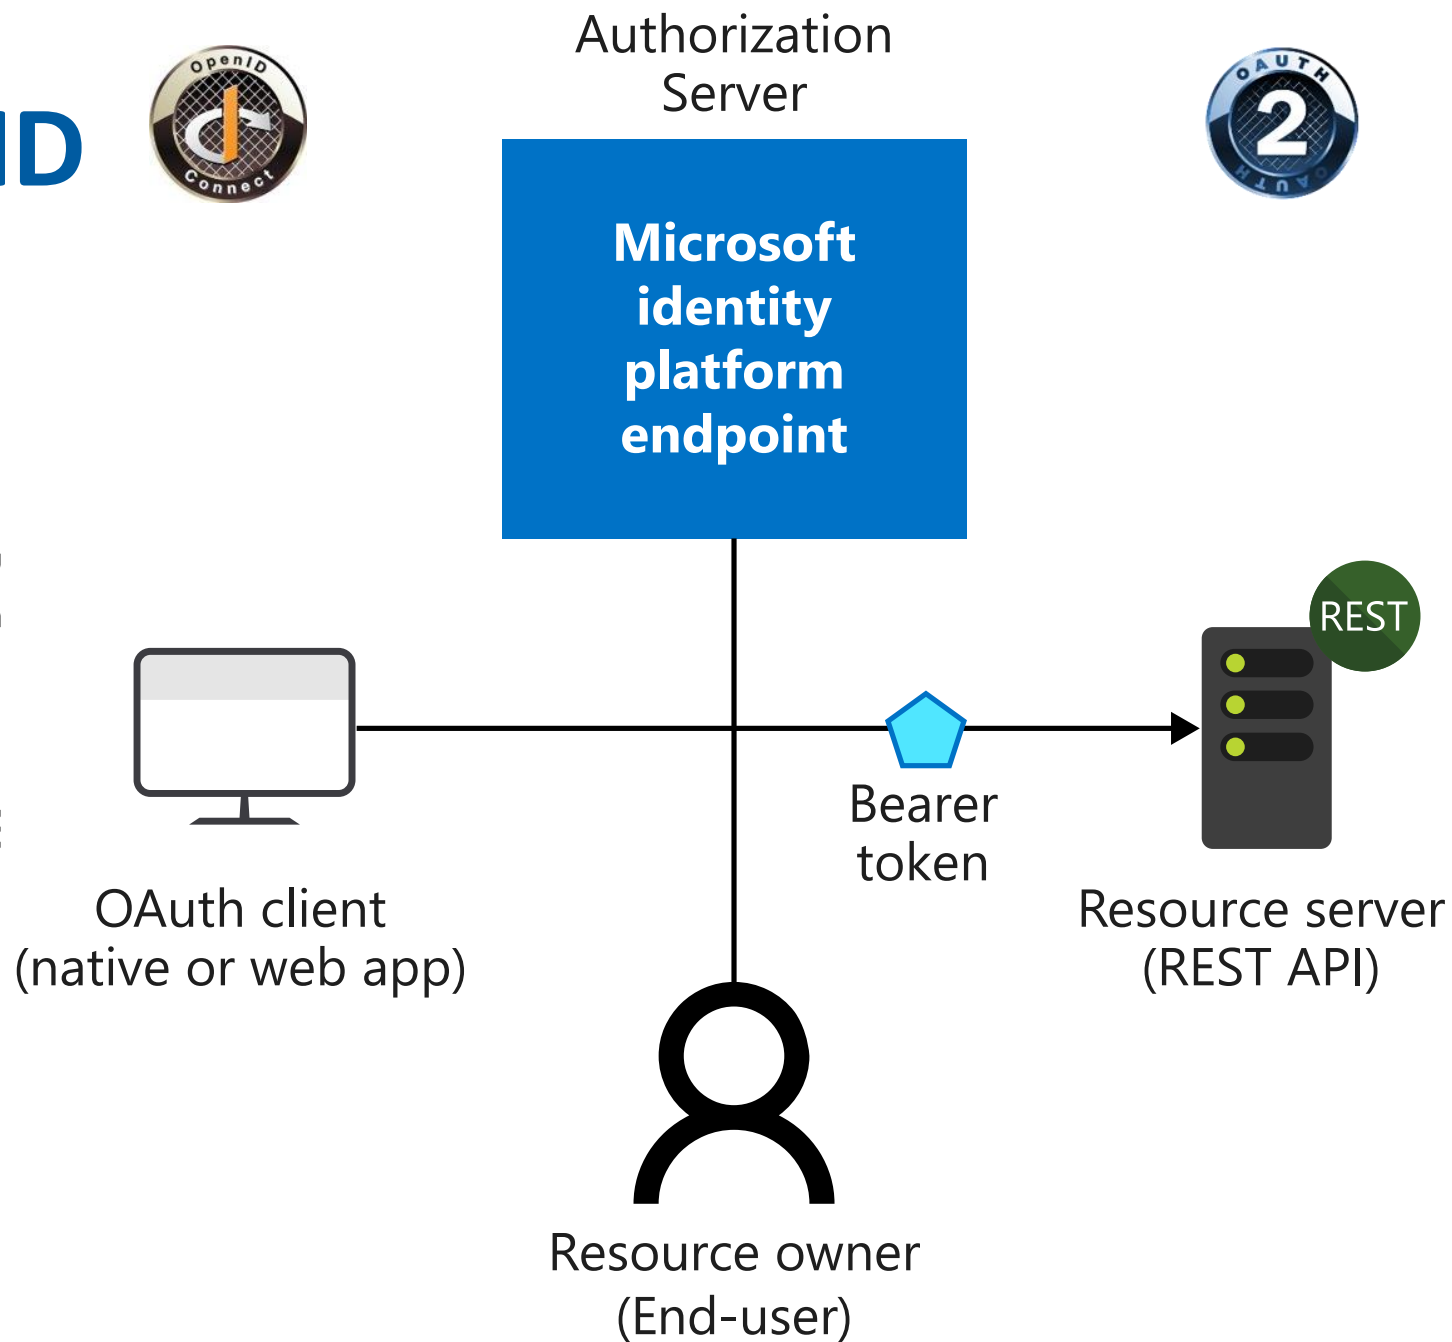 Authorization
Server
OpenID
Connect
OAUTH
2
OAUTH
ID
Microsoft
identity
platform
endpoint
REST
Bearer
token
OAuth client
(native or web app)
Resource server
(REST API)
Resource owner
(End-user)